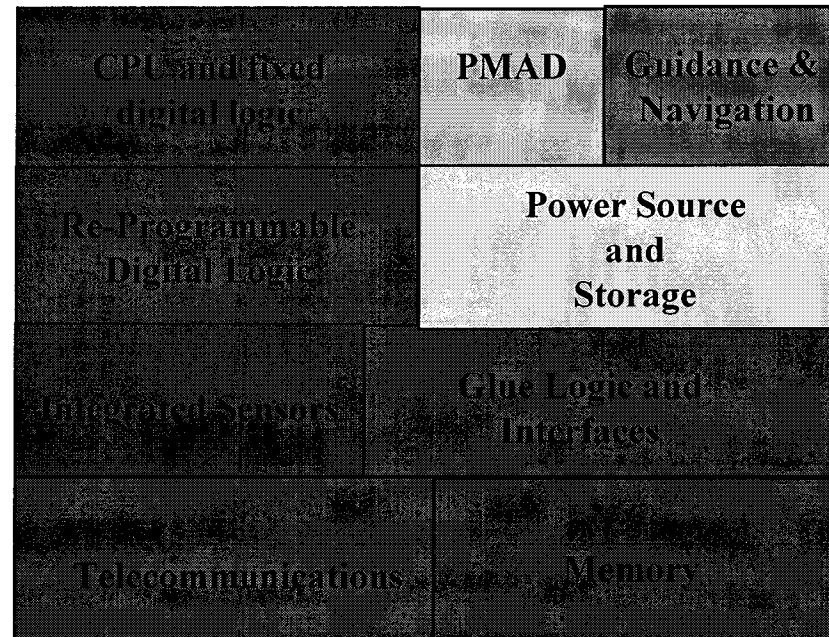 CPU and fixed
digital logic
PMAD
Guidance &
Navigation
Re-Programmable
Digital Logic
Power Source
and
Storage
Integrated Sensors
Glue Logic and
Interfaces
Telecommunications
Memory